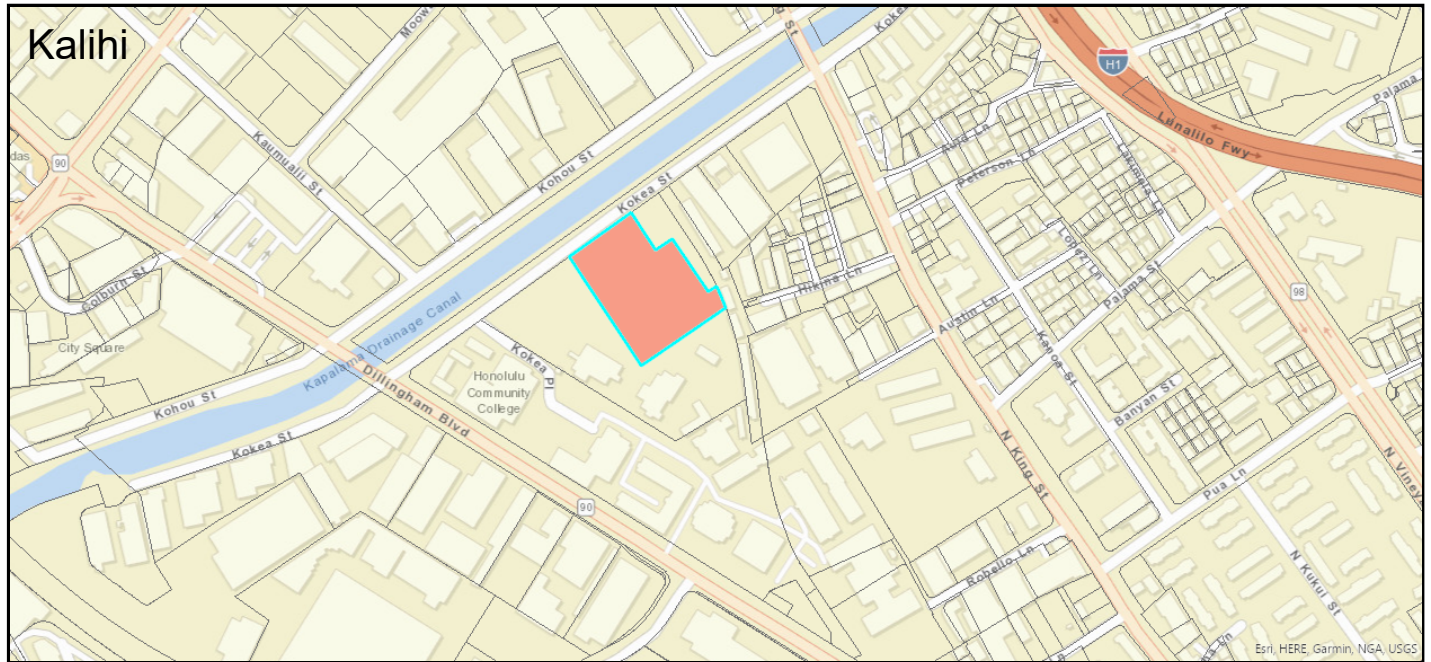 Kalihi
Kokea
H1
Palama
Lunalilo Fwy
90
Kaumualii St
Kohou St
Kokea St
Auld Ln
Peterson Ln
Lopez Ln
Palama St
Hikina Ln
Colburn St
98
Austin Ln
Kapalama Drainage Canal
City Square
Kokea Pl
Kanoa St
Dillingham Blvd
Honolulu
Community
College
Banyan St
Kohou St
Kokea St
N King St
Pua Ln
90
N Kukui St
Robello Ln
Esri, HERE, Garmin, NGA, USGS